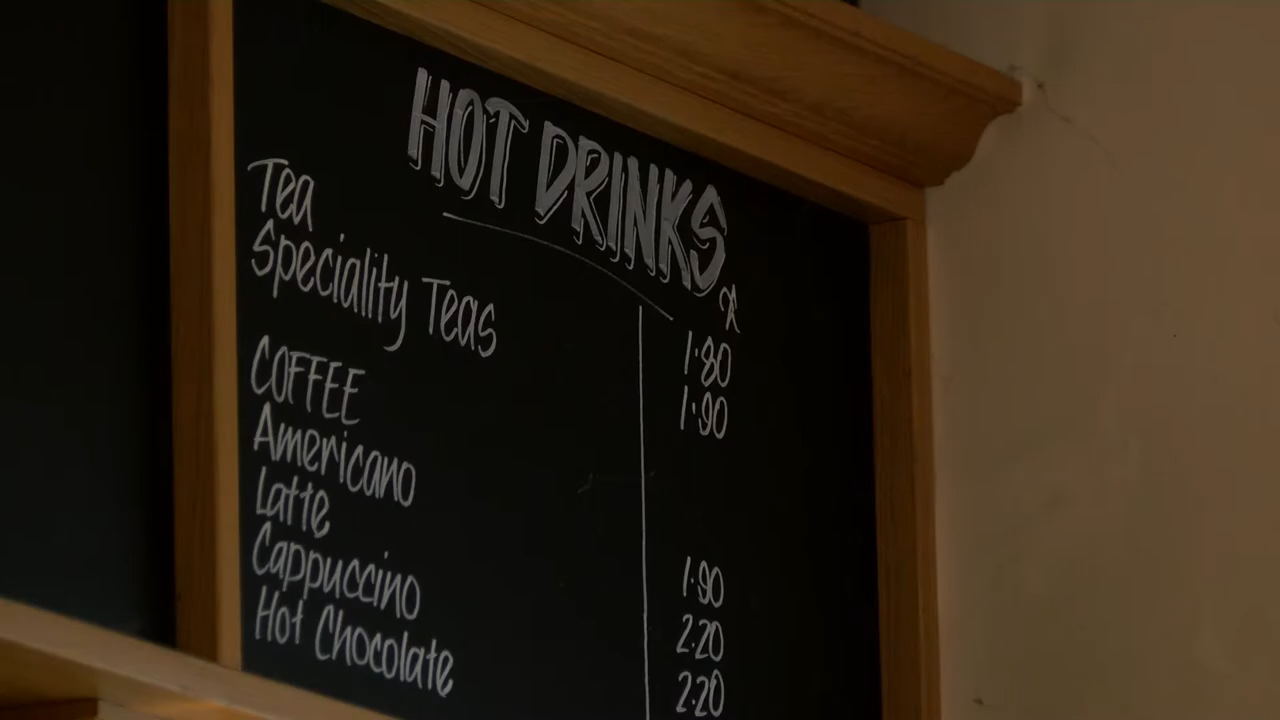 HOT DRINKS
Tea 1.80
Speciality Teas 1.90
COFFEE
Americano 1.90
Latte 2.20
Cappuccino 2.20
Hot Chocolate